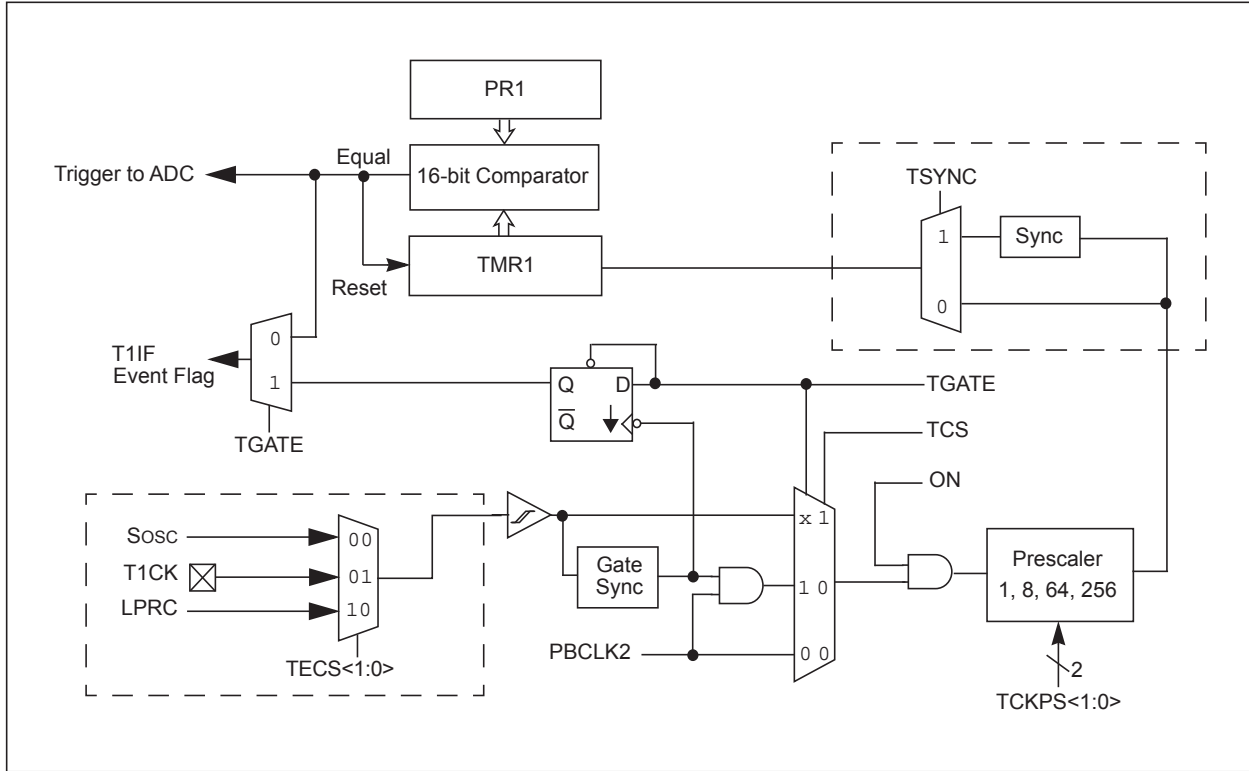 PR1
Equal
Trigger to ADC
16-bit Comparator
TSYNC
1
Sync
TMR1
Reset
0
0
T1IF
Event Flag
1
Q
D
TGATE
Q
TGATE
TCS
ON
SOSC
00
x 1
T1CK
01
Gate
Sync
1 0
Prescaler
1, 8, 64, 256
LPRC
10
PBCLK2
0 0
TECS<1:0>
2
TCKPS<1:0>